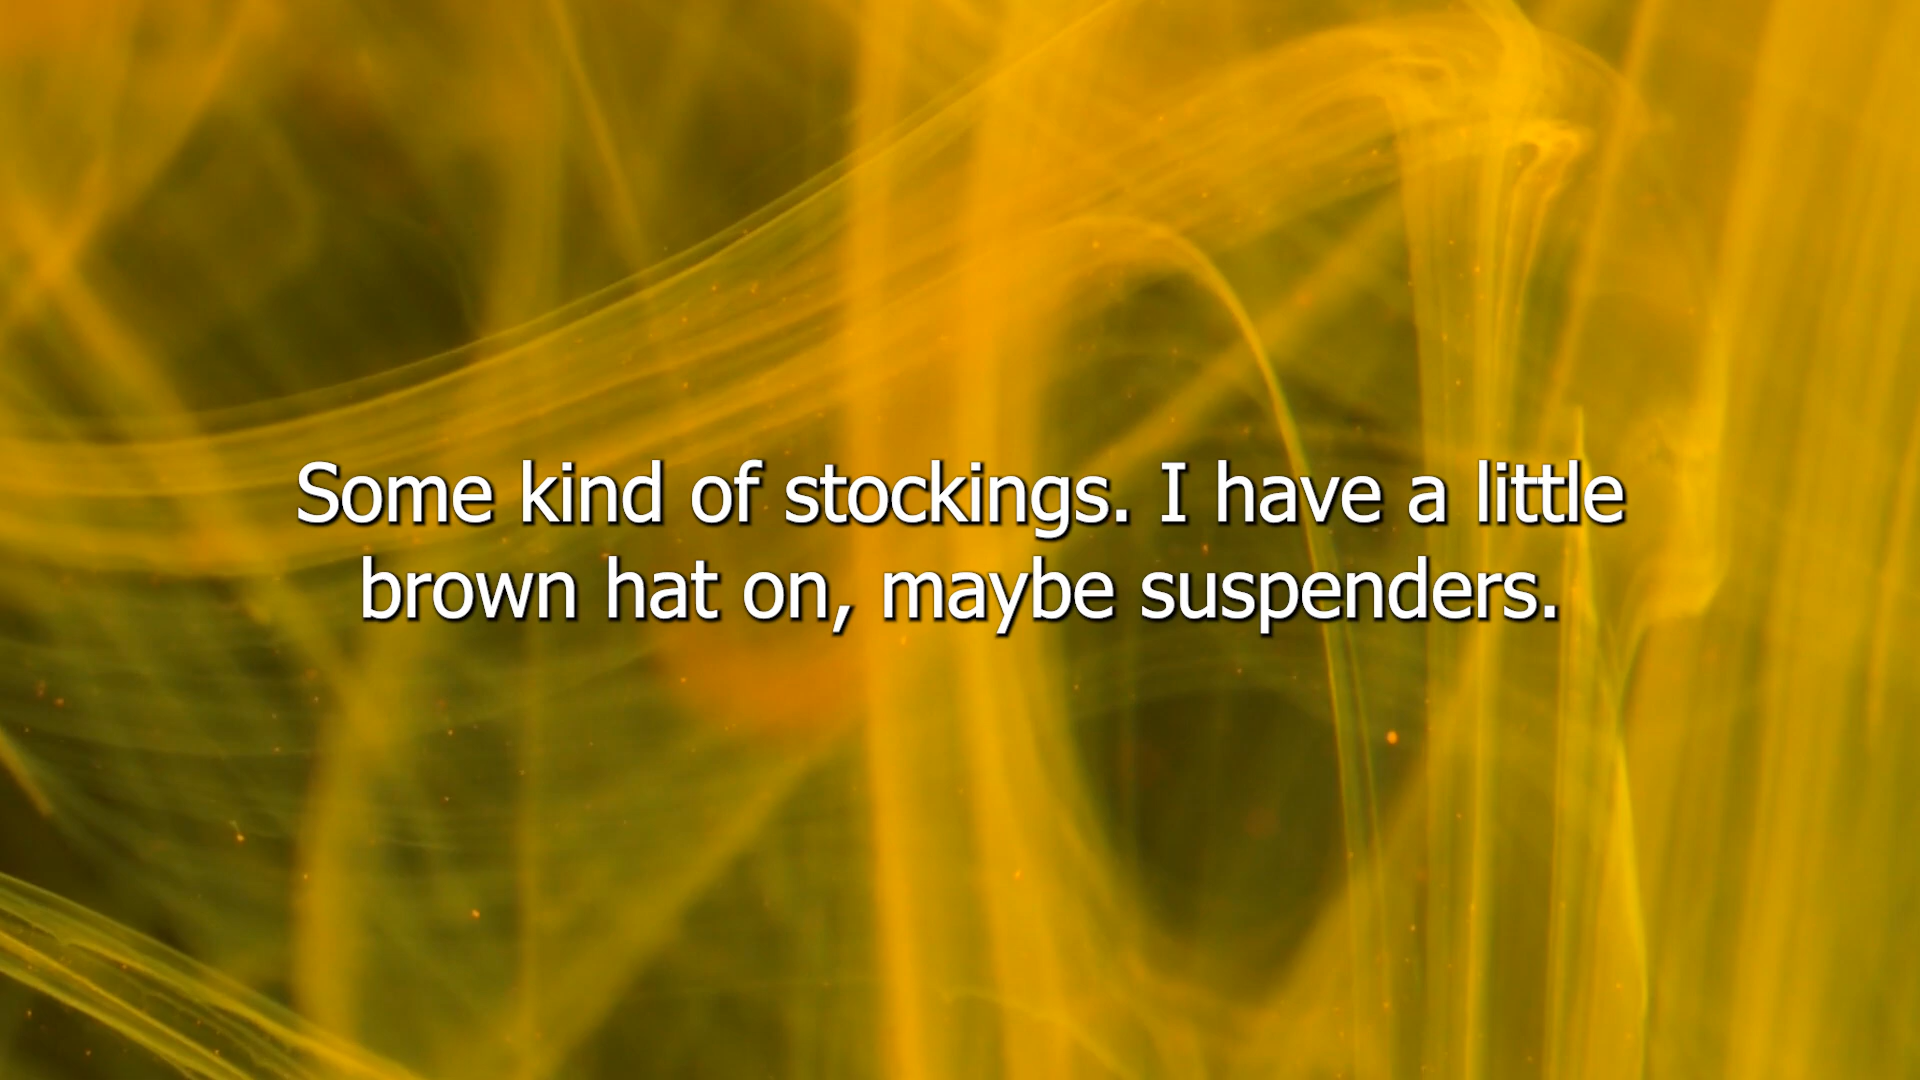 Some kind of stockings. I have a little
brown hat on, maybe suspenders.